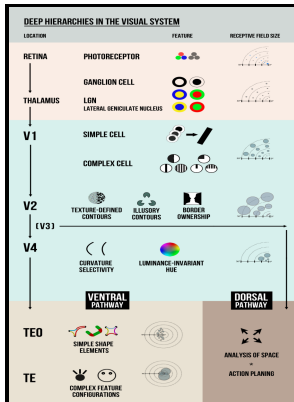 DEEP HIERARCHIES IN THE VISUAL SYSTEM
LOCATION FEATURE RECEPTIVE FIELD SIZE
RETINA PHOTORECEPTOR
GANGLION CELL
THALAMUS LGN
LATERAL GENICULATE NUCLEUS
V1 SIMPLE CELL
COMPLEX CELL
V2 TEXTURE-DEFINED CONTOURS ILLUSORY CONTOURS BORDER OWNERSHIP
(V3)
V4 CURVATURE SELECTIVITY LUMINANCE-INVARIANT HUE
VENTRAL PATHWAY DORSAL PATHWAY
TEO SIMPLE SHAPE ELEMENTS
ANALYSIS OF SPACE
+
ACTION PLANING
TE COMPLEX FEATURE CONFIGURATIONS